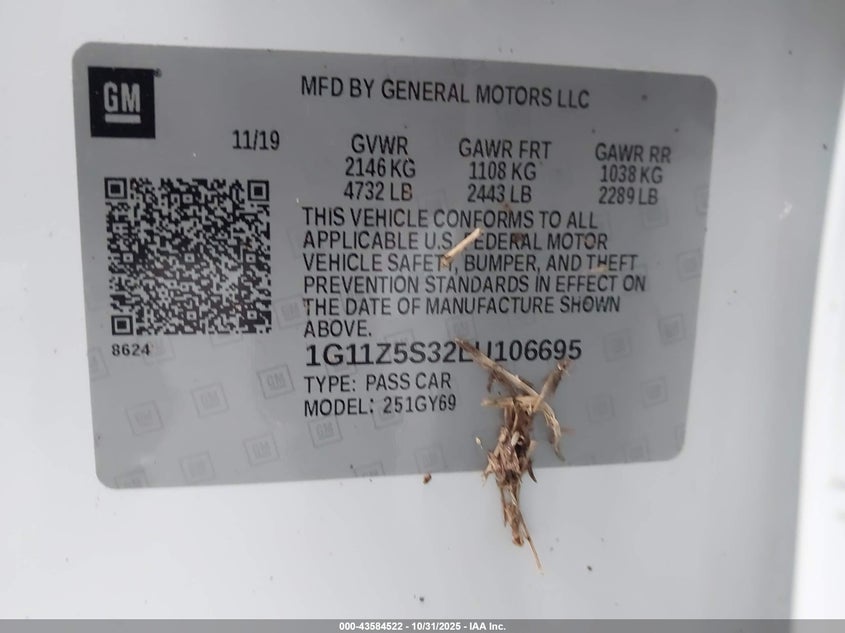 GM
MFD BY GENERAL MOTORS LLC
11/19
GVWR
2146 KG
4732 LB
GAWR FRT
1108 KG
2443 LB
GAWR RR
1038 KG
2289 LB
THIS VEHICLE CONFORMS TO ALL
APPLICABLE U.S. FEDERAL MOTOR
VEHICLE SAFETY, BUMPER, AND THEFT
PREVENTION STANDARDS IN EFFECT ON
THE DATE OF MANUFACTURE SHOWN
ABOVE.
8624
1G11Z5S32LU106695
TYPE: PASS CAR
MODEL: 251GY69
000-43584522 - 10/31/2025 - IAA Inc.